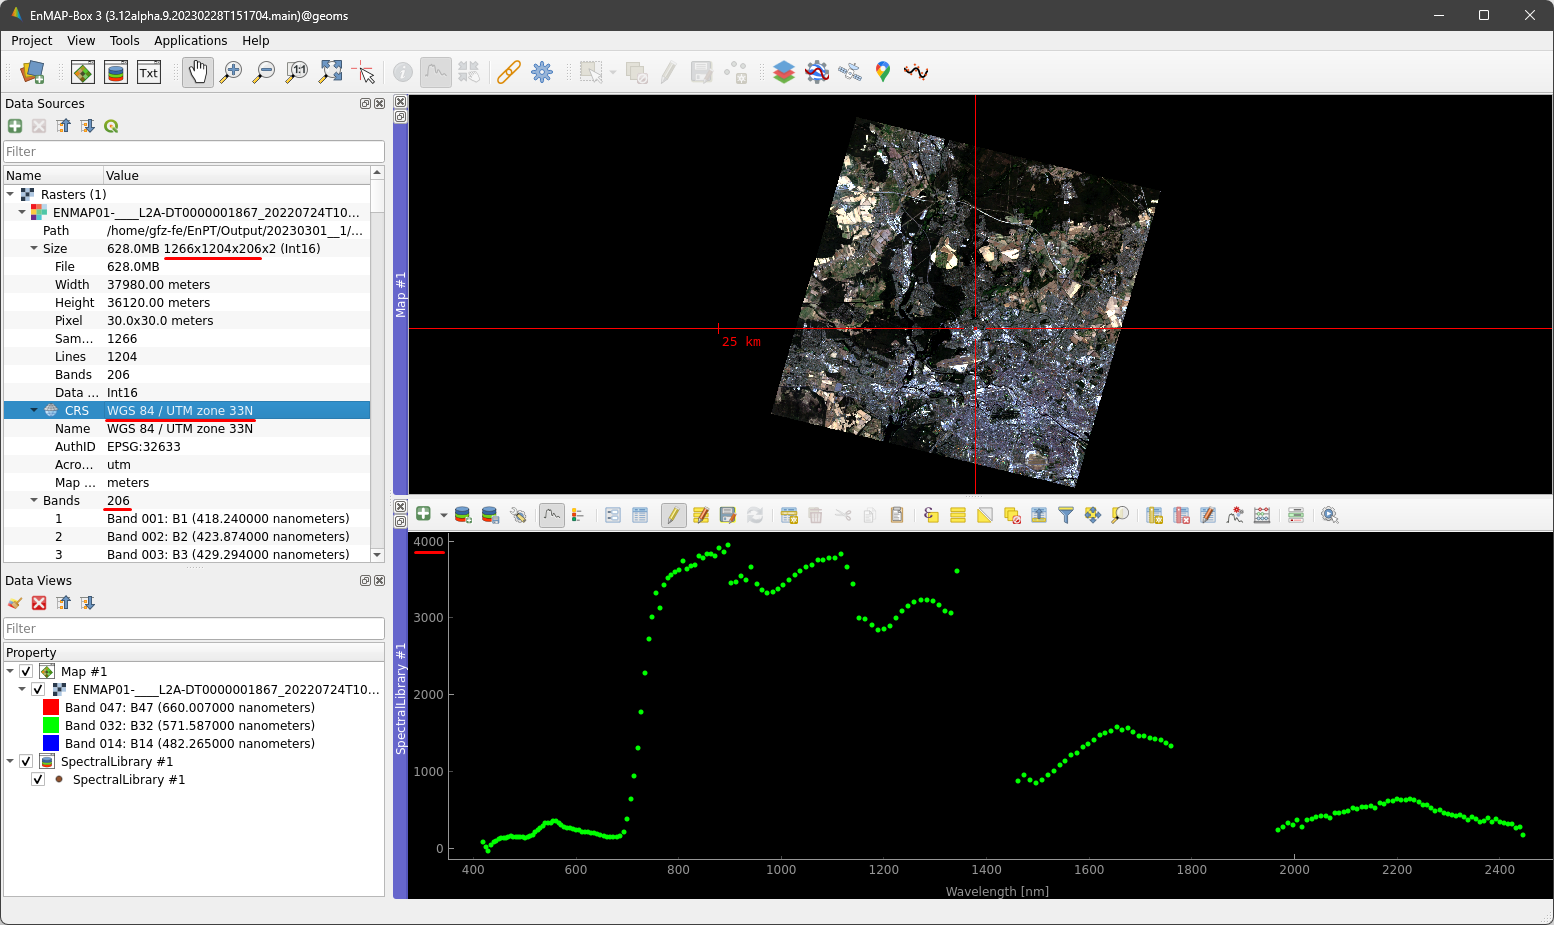 EnMAP-Box 3 (3.12alpha.9.20230228T151704.main)@geoms
Project View Tools Applications Help
Txt
1:1
Data Sources
Filter
Name Value
Rasters (1)
ENMAP01-____L2A-DT0000001867_20220724T10...
Path /home/gfz-fe/EnPT/Output/20230301__1/...
Size 628.0MB 1266x1204x206x2 (Int16)
File 628.0MB
Width 37980.00 meters
Height 36120.00 meters
Pixel 30.0x30.0 meters
Sam... 1266
Lines 1204
Bands 206
Data ... Int16
CRS WGS 84 / UTM zone 33N
Name WGS 84 / UTM zone 33N
AuthID EPSG:32633
Acro... utm
Map ... meters
Bands 206
1 Band 001: B1 (418.240000 nanometers)
2 Band 002: B2 (423.874000 nanometers)
3 Band 003: B3 (429.294000 nanometers)
Data Views
Filter
Property
Map #1
ENMAP01-____L2A-DT0000001867_20220724T10...
Band 047: B47 (660.007000 nanometers)
Band 032: B32 (571.587000 nanometers)
Band 014: B14 (482.265000 nanometers)
SpectralLibrary #1
SpectralLibrary #1
Map #1
25 km
SpectralLibrary #1
4000
3000
2000
1000
0
400 600 800 1000 1200 1400 1600 1800 2000 2200 2400
Wavelength [nm]